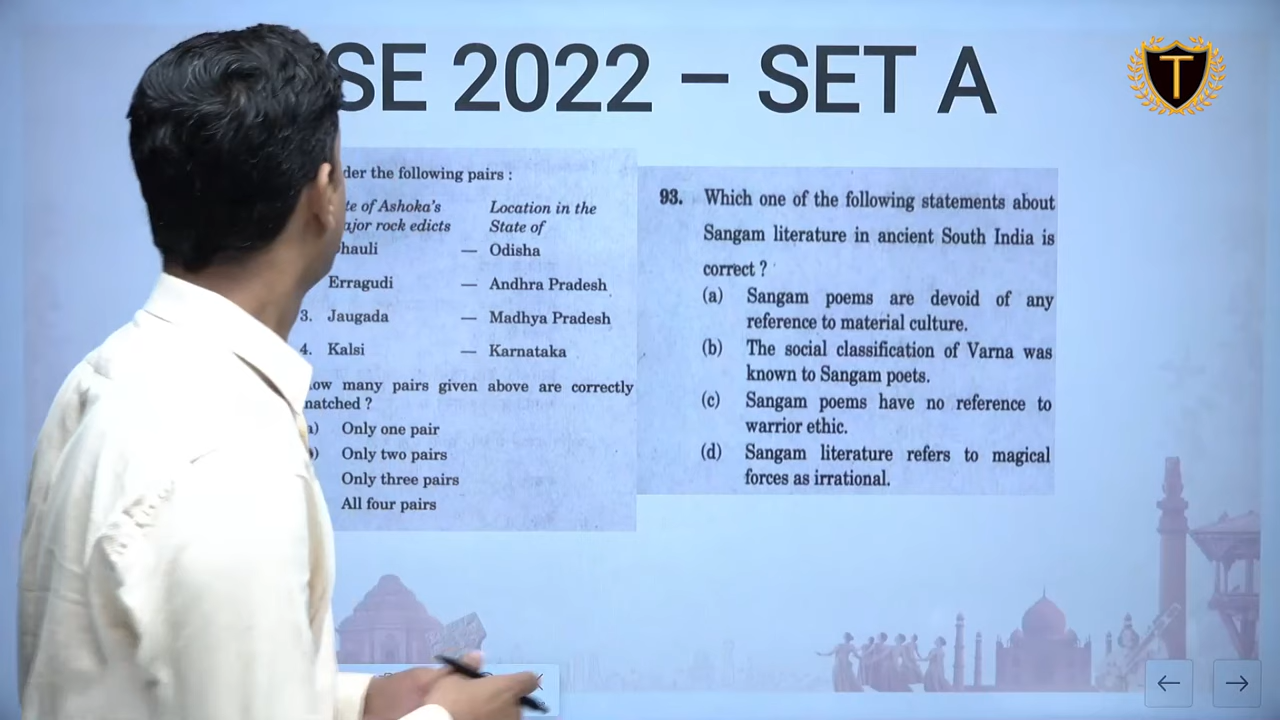 SE 2022 – SET A
T
der the following pairs :
te of Ashoka's Location in the
ajor rock edicts State of
hauli — Odisha
Erragudi — Andhra Pradesh
3. Jaugada — Madhya Pradesh
4. Kalsi — Karnataka
ow many pairs given above are correctly
matched ?
) Only one pair
) Only two pairs
Only three pairs
All four pairs
93. Which one of the following statements about
Sangam literature in ancient South India is
correct ?
(a) Sangam poems are devoid of any
reference to material culture.
(b) The social classification of Varna was
known to Sangam poets.
(c) Sangam poems have no reference to
warrior ethic.
(d) Sangam literature refers to magical
forces as irrational.